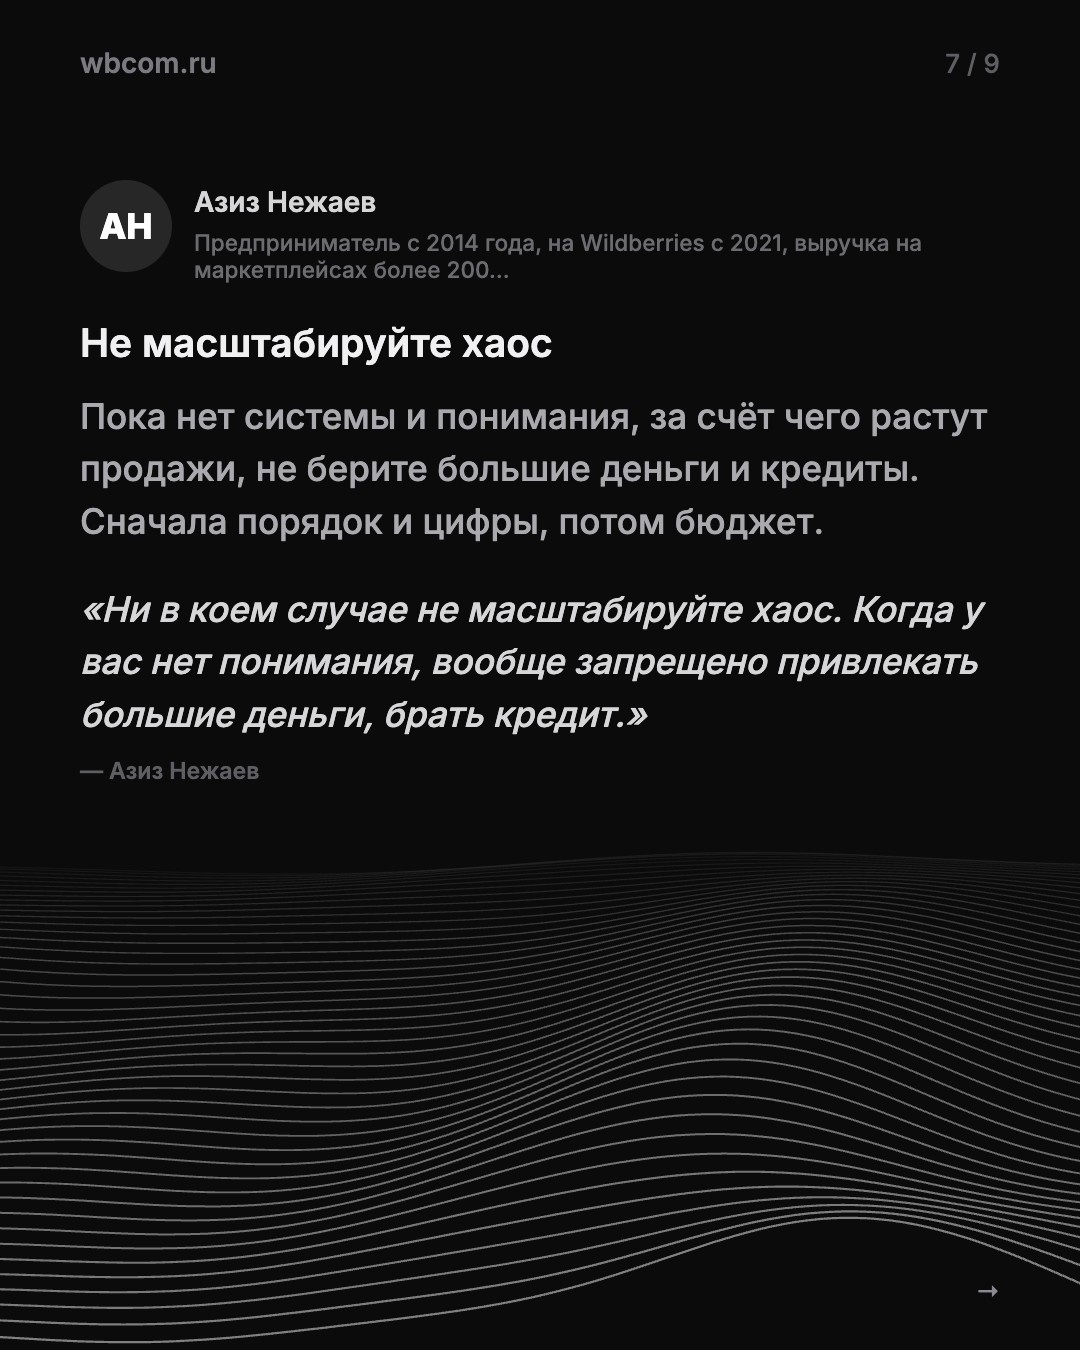 wbcom.ru
7 / 9
АН
Азиз Нежаев
Предприниматель с 2014 года, на Wildberries с 2021, выручка на
маркетплейсах более 200...
Не масштабируйте хаос
Пока нет системы и понимания, за счёт чего растут
продажи, не берите большие деньги и кредиты.
Сначала порядок и цифры, потом бюджет.
«Ни в коем случае не масштабируйте хаос. Когда у
вас нет понимания, вообще запрещено привлекать
большие деньги, брать кредит.»
— Азиз Нежаев
→